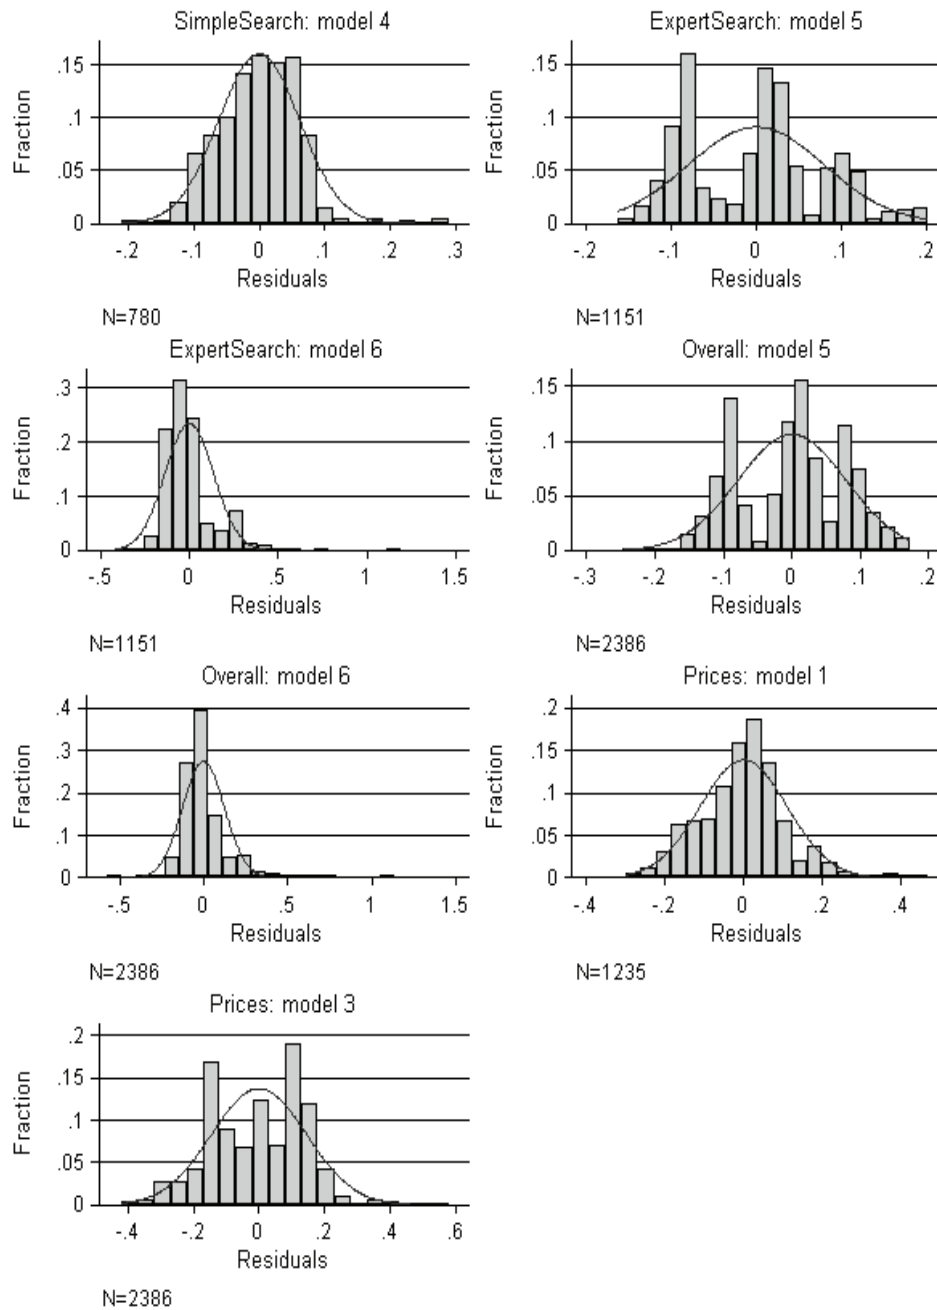 SimpleSearch: model 4
Fraction
.15
.1
.05
0
-.2 -.1 0 .1 .2 .3
Residuals
N=780
ExpertSearch: model 5
Fraction
.15
.1
.05
0
-.2 -.1 0 .1 .2
Residuals
N=1151
ExpertSearch: model 6
Fraction
.3
.2
.1
0
-.5 0 .5 1 1.5
Residuals
N=1151
Overall: model 5
Fraction
.15
.1
.05
0
-.3 -.2 -.1 0 .1 .2
Residuals
N=2386
Overall: model 6
Fraction
.4
.3
.2
.1
0
-.5 0 .5 1 1.5
Residuals
N=2386
Prices: model 1
Fraction
.2
.15
.1
.05
0
-.4 -.2 0 .2 .4
Residuals
N=1235
Prices: model 3
Fraction
.2
.15
.1
.05
0
-.4 -.2 0 .2 .4 .6
Residuals
N=2386